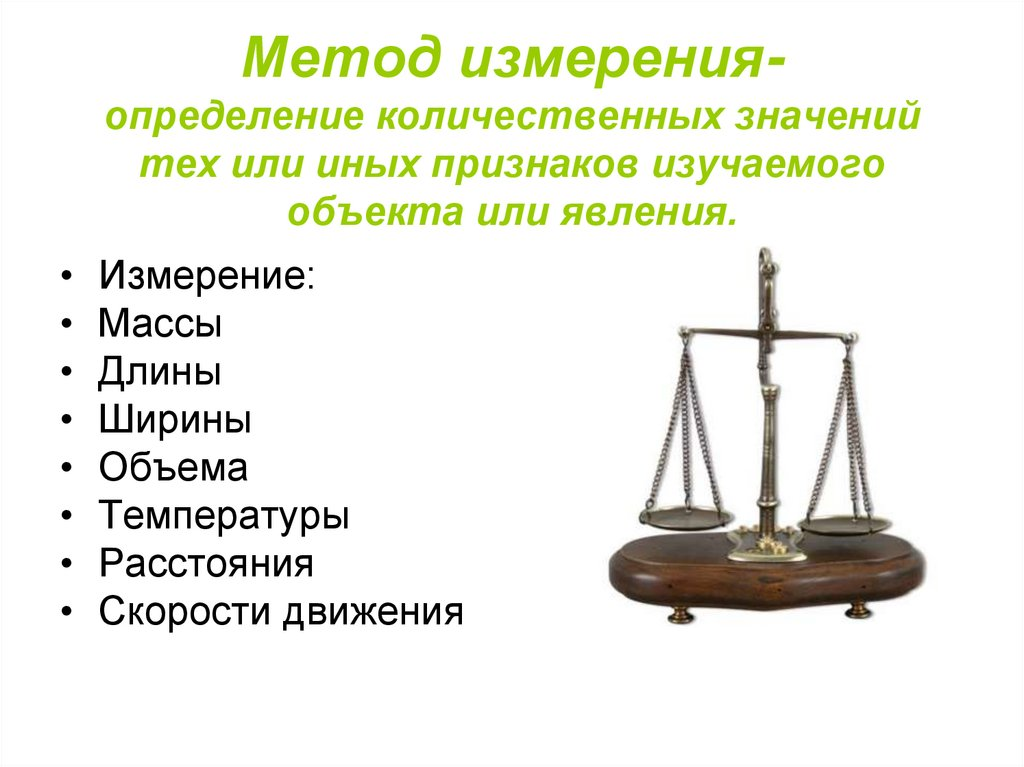 Метод измерения-
определение количественных значений
тех или иных признаков изучаемого
объекта или явления.
• Измерение:
• Массы
• Длины
• Ширины
• Объема
• Температуры
• Расстояния
• Скорости движения